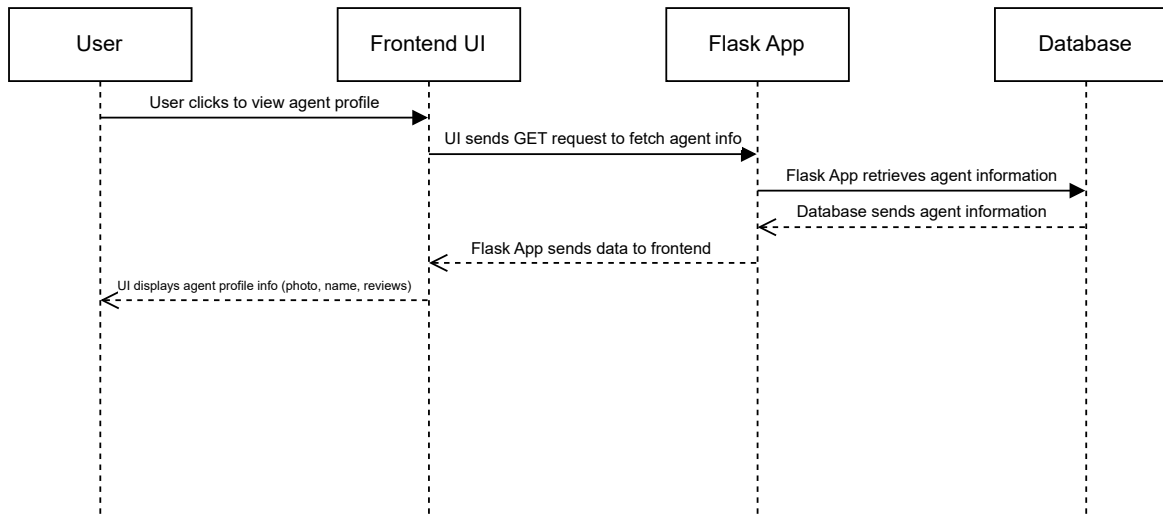 User
Frontend UI
Flask App
Database
User clicks to view agent profile
UI sends GET request to fetch agent info
Flask App retrieves agent information
Database sends agent information
Flask App sends data to frontend
UI displays agent profile info (photo, name, reviews)